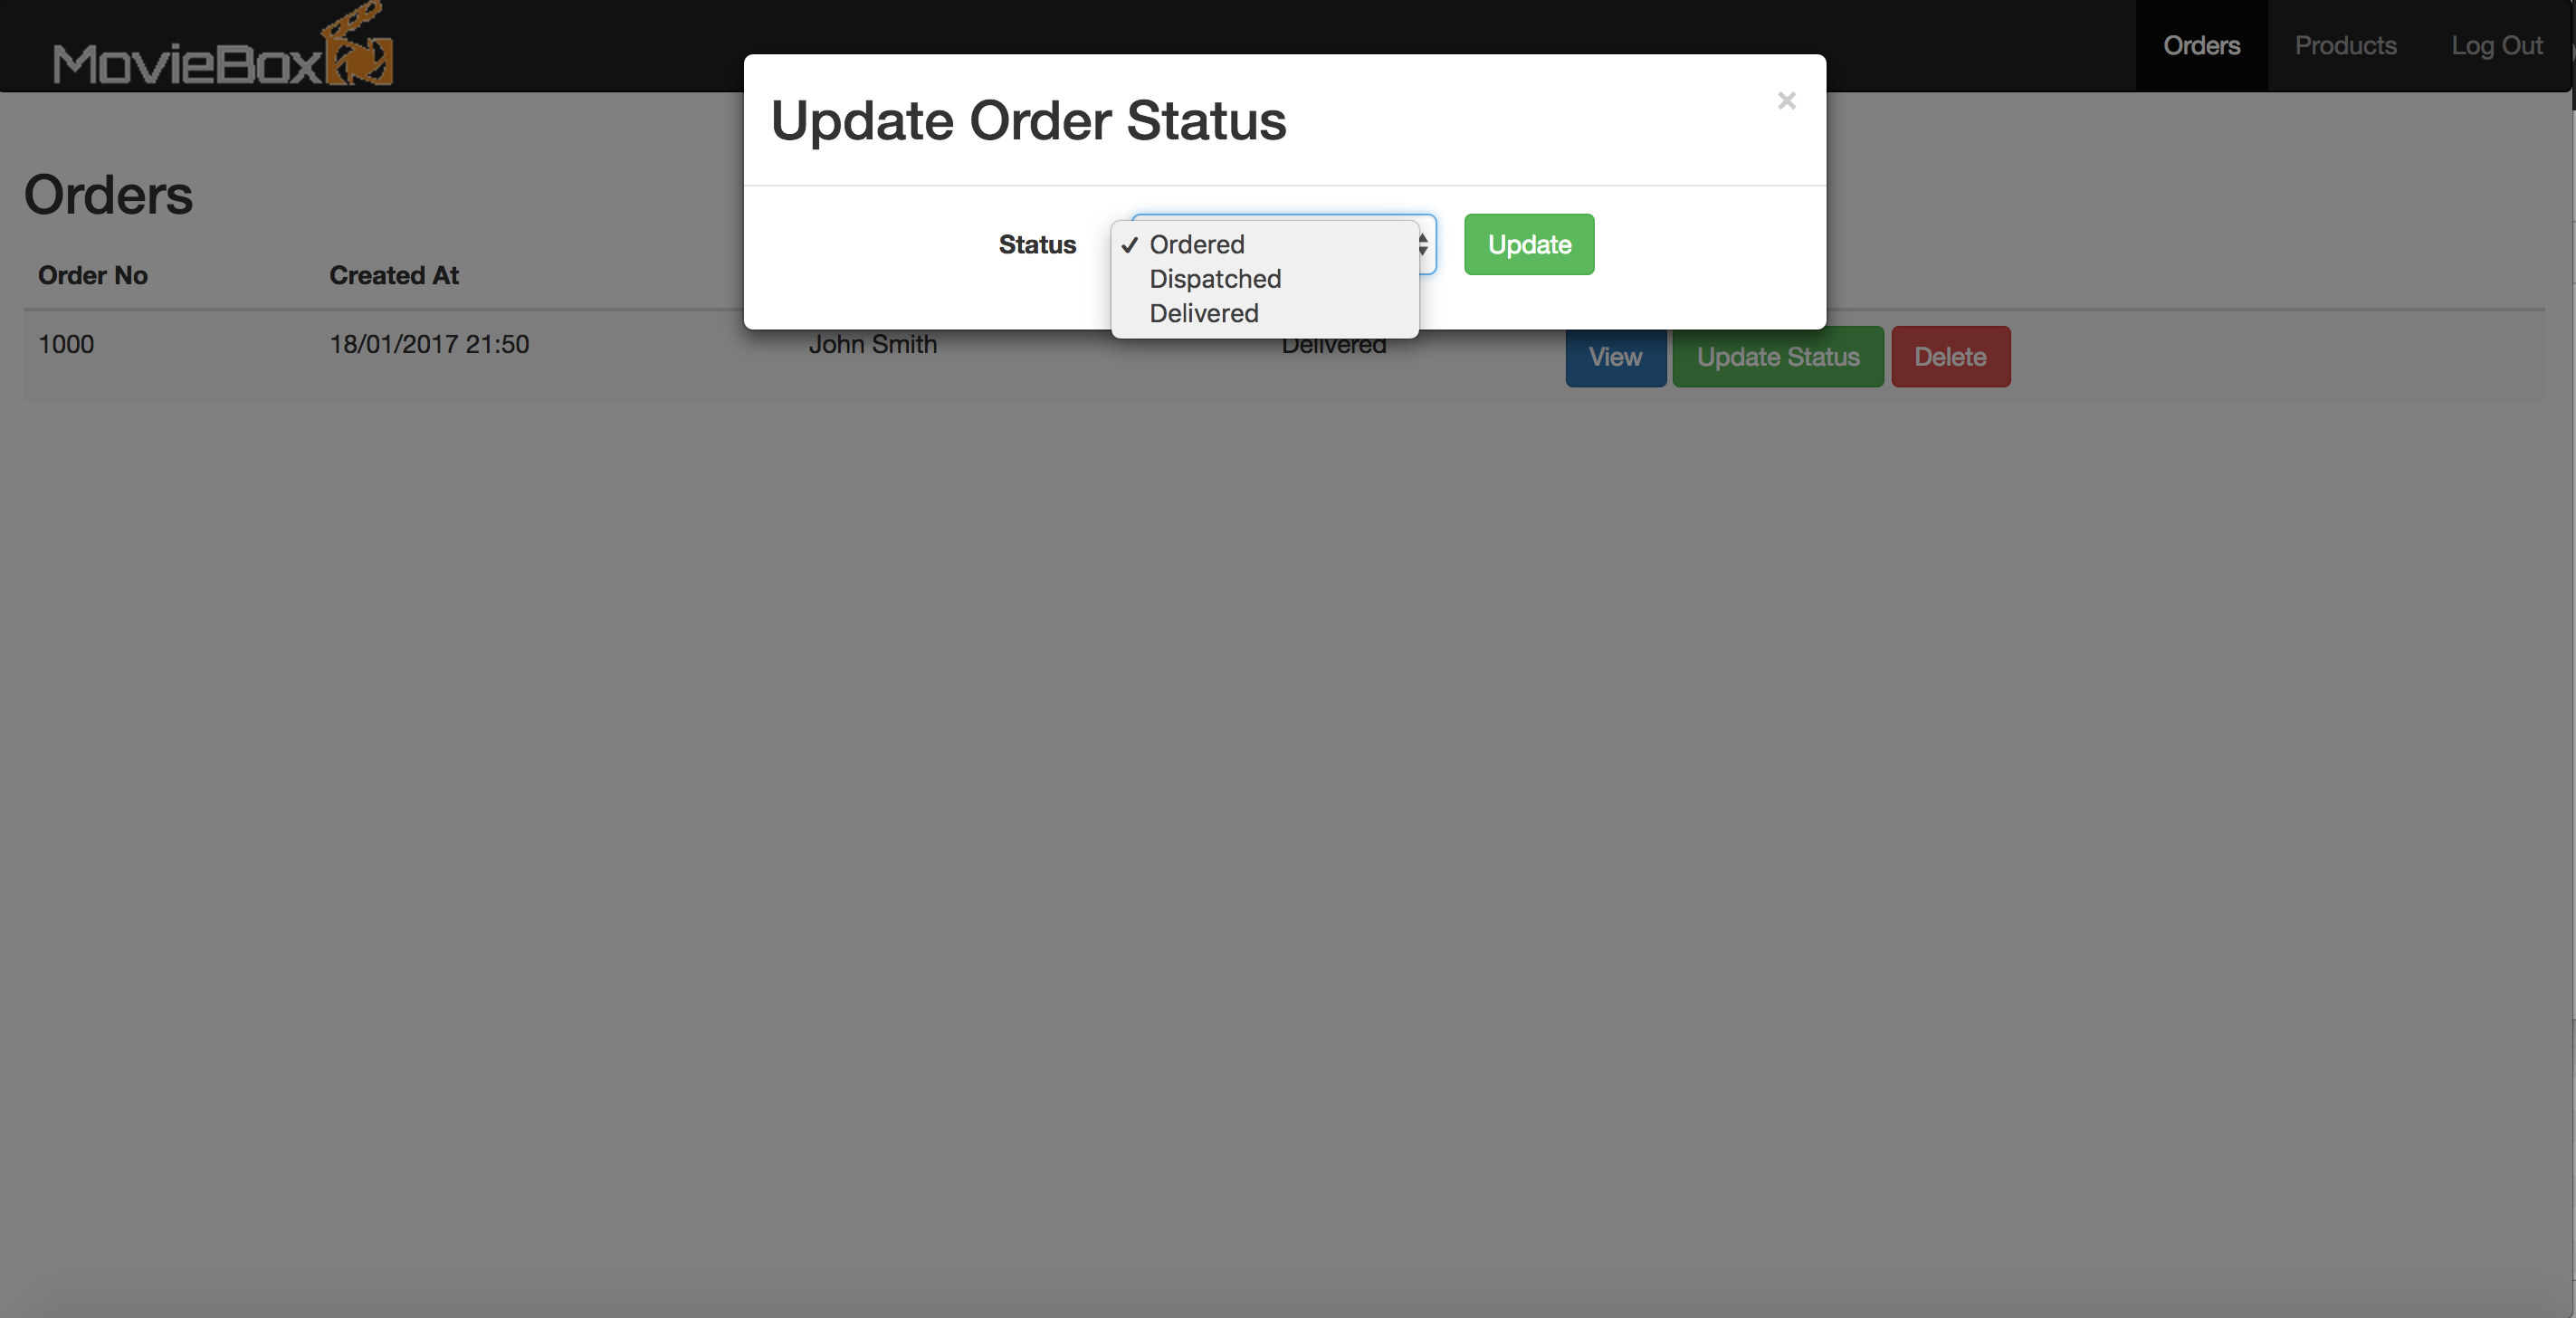 MovieBox
Orders Products Log Out
Update Order Status
×
Orders
Status
✓ Ordered
Dispatched
Delivered
Update
Order No Created At
1000 18/01/2017 21:50 John Smith Delivered View Update Status Delete